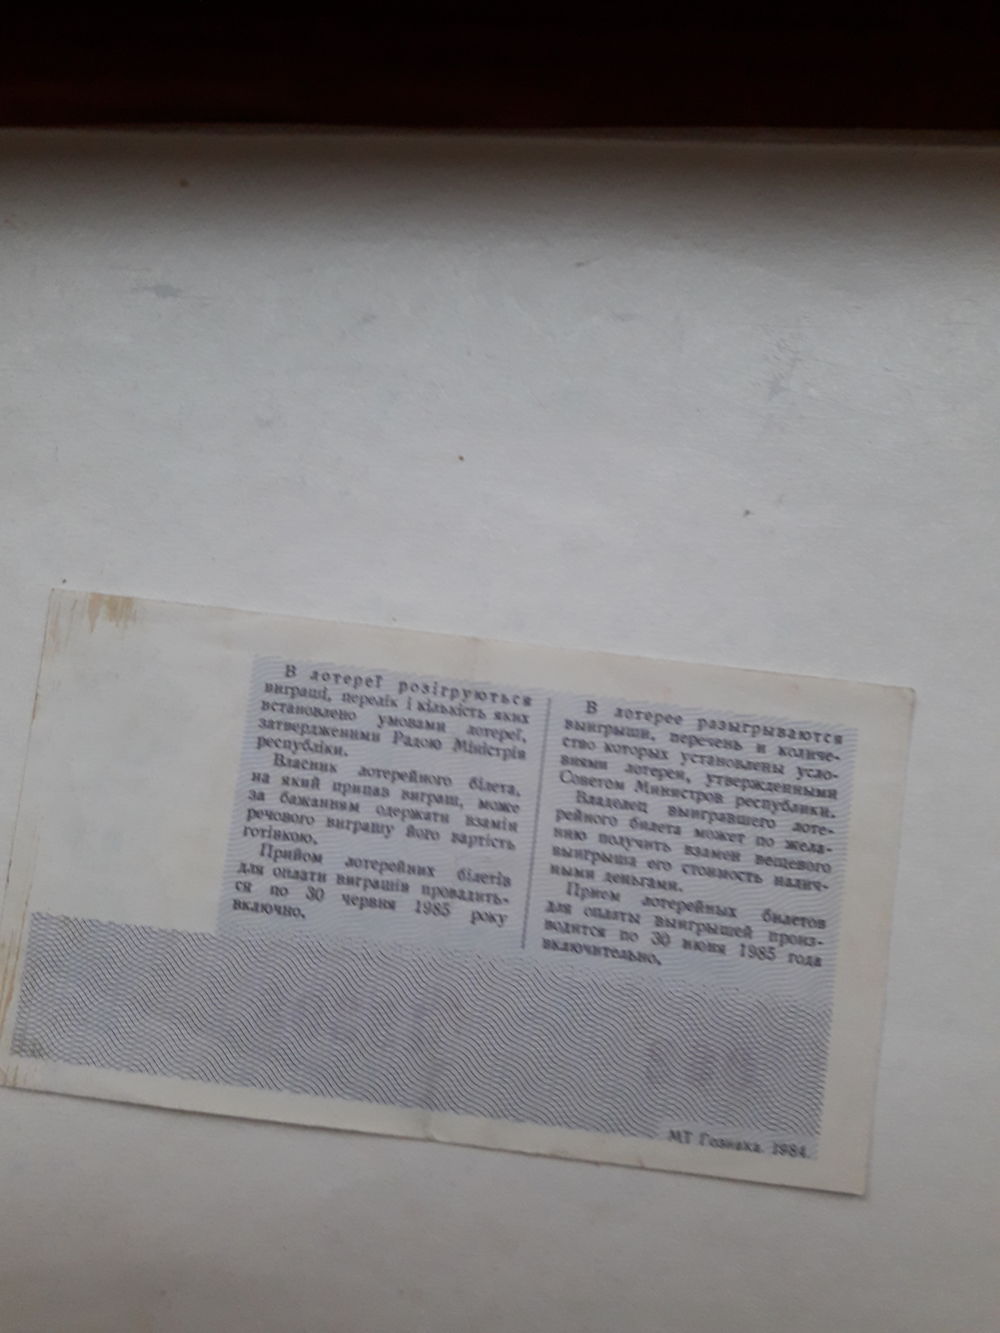 В лотереї розігруються
виграші, перелік і кількість яких
встановлено умовами лотереї,
затвердженими Радою Міністрів
республіки.
Власник лотерейного білета,
на який припав виграш, може
за бажанням одержати взамін
речового виграшу його вартість
готівкою.
Прийом лотерейних білетів
для оплати виграшів провадить-
ся по 30 червня 1985 року
включно.
В лотерее разыгрываются
выигрыши, перечень и количе-
ство которых установлены усло-
виями лотереи, утвержденными
Советом Министров республики.
Владелец выигравшего лоте-
рейного билета может по жела-
нию получить взамен вещевого
выигрыша его стоимость налич-
ными деньгами.
Прием лотерейных билетов
для оплаты выигрышей произ-
водится по 30 июня 1985 года
включительно.
МТ Гознака. 1984.